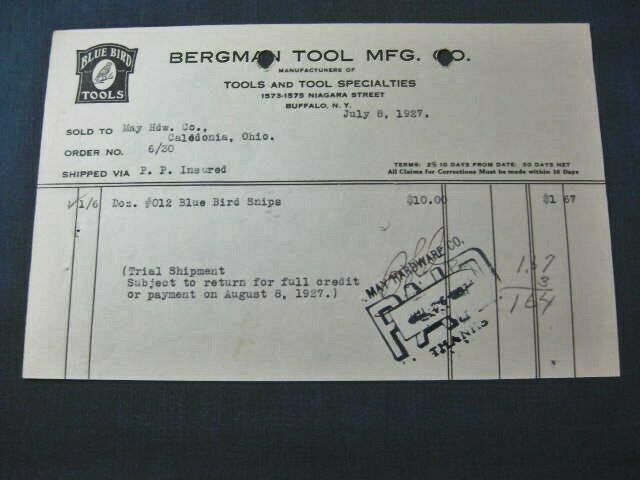 BLUE BIRD
TOOLS
BERGMAN TOOL MFG. CO.
MANUFACTURERS OF
TOOLS AND TOOL SPECIALTIES
1573-1575 NIAGARA STREET
BUFFALO, N. Y.
July 8, 1927.
SOLD TO May Hdw. Co.,
Caledonia, Ohio.
ORDER NO. 6/20
SHIPPED VIA P. P. Insured
TERMS: 2% 10 DAYS FROM DATE: 30 DAYS NET
All Claims for Corrections Must be made within 10 Days
1/6 Doz. #012 Blue Bird Snips $10.00 $1 67
(Trial Shipment
Subject to return for full credit
or payment on August 8, 1927.)
MAY HARDWARE CO.
PAID
THANKS
1.67
3
164